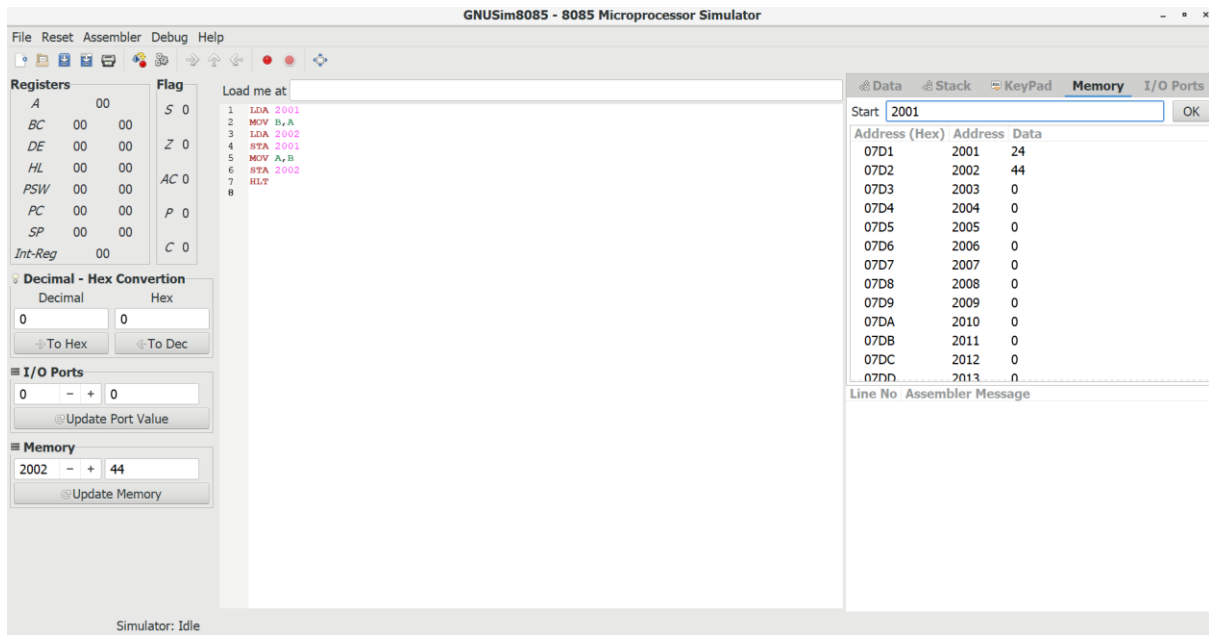 GNUSim8085 - 8085 Microprocessor Simulator
File Reset Assembler Debug Help
Registers
A 00
BC 00 00
DE 00 00
HL 00 00
PSW 00 00
PC 00 00
SP 00 00
Int-Reg 00
Flag
S 0
Z 0
AC 0
P 0
C 0
Decimal - Hex Convertion
Decimal Hex
0 0
To Hex To Dec
I/O Ports
0 - + 0
Update Port Value
Memory
2002 - + 44
Update Memory
Load me at
1 LDA 2001
2 MOV B,A
3 LDA 2002
4 STA 2001
5 MOV A,B
6 STA 2002
7 HLT
8
Data Stack KeyPad Memory I/O Ports
Start 2001 OK
Address (Hex) Address Data
07D1 2001 24
07D2 2002 44
07D3 2003 0
07D4 2004 0
07D5 2005 0
07D6 2006 0
07D7 2007 0
07D8 2008 0
07D9 2009 0
07DA 2010 0
07DB 2011 0
07DC 2012 0
07DD 2013 0
Line No Assembler Message
Simulator: Idle